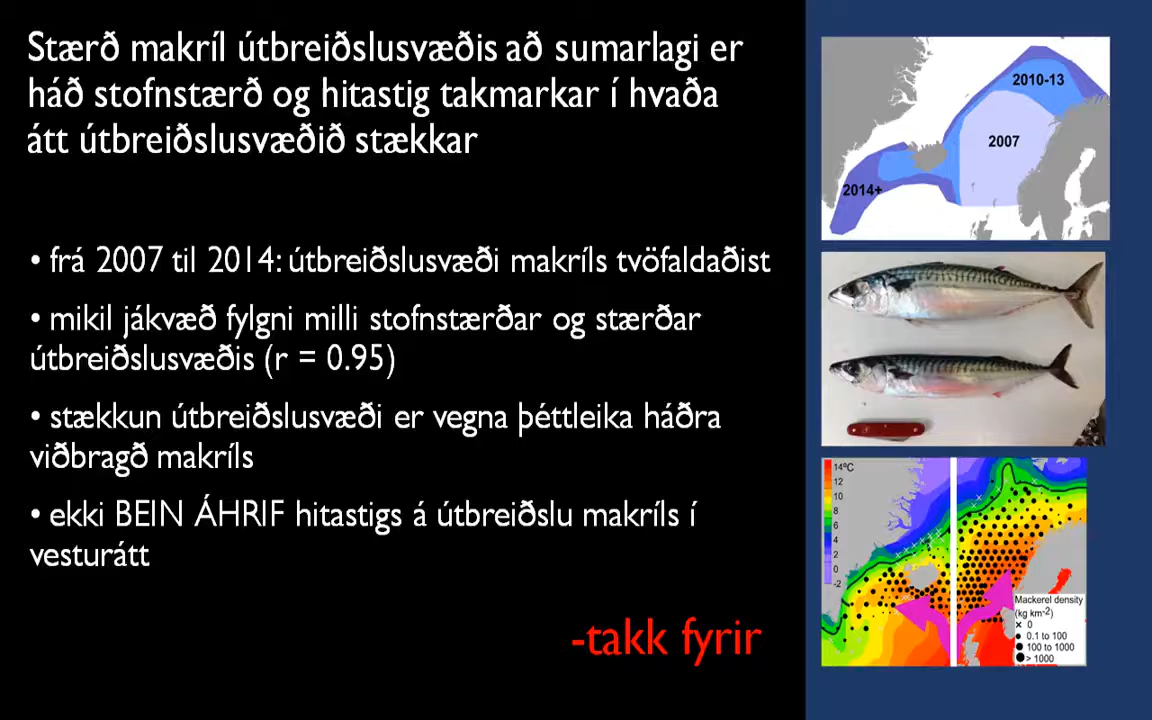 Stærð makríl útbreiðslusvæðis að sumarlagi er
háð stofnstærð og hitastig takmarkar í hvaða
átt útbreiðslusvæðið stækkar
• frá 2007 til 2014: útbreiðslusvæði makríls tvöfaldaðist
• mikil jákvæð fylgni milli stofnstærðar og stærðar
útbreiðslusvæðis (r = 0.95)
• stækkun útbreiðslusvæði er vegna þéttleika háðra
viðbragð makríls
• ekki BEIN ÁHRIF hitastigs á útbreiðslu makríls í
vesturátt
-takk fyrir
2010-13
2007
2014+
14ºC
12
10
8
6
4
2
0
-2
Mackerel density
(kg km-2)
× 0
● 0.1 to 100
● 100 to 1000
● > 1000